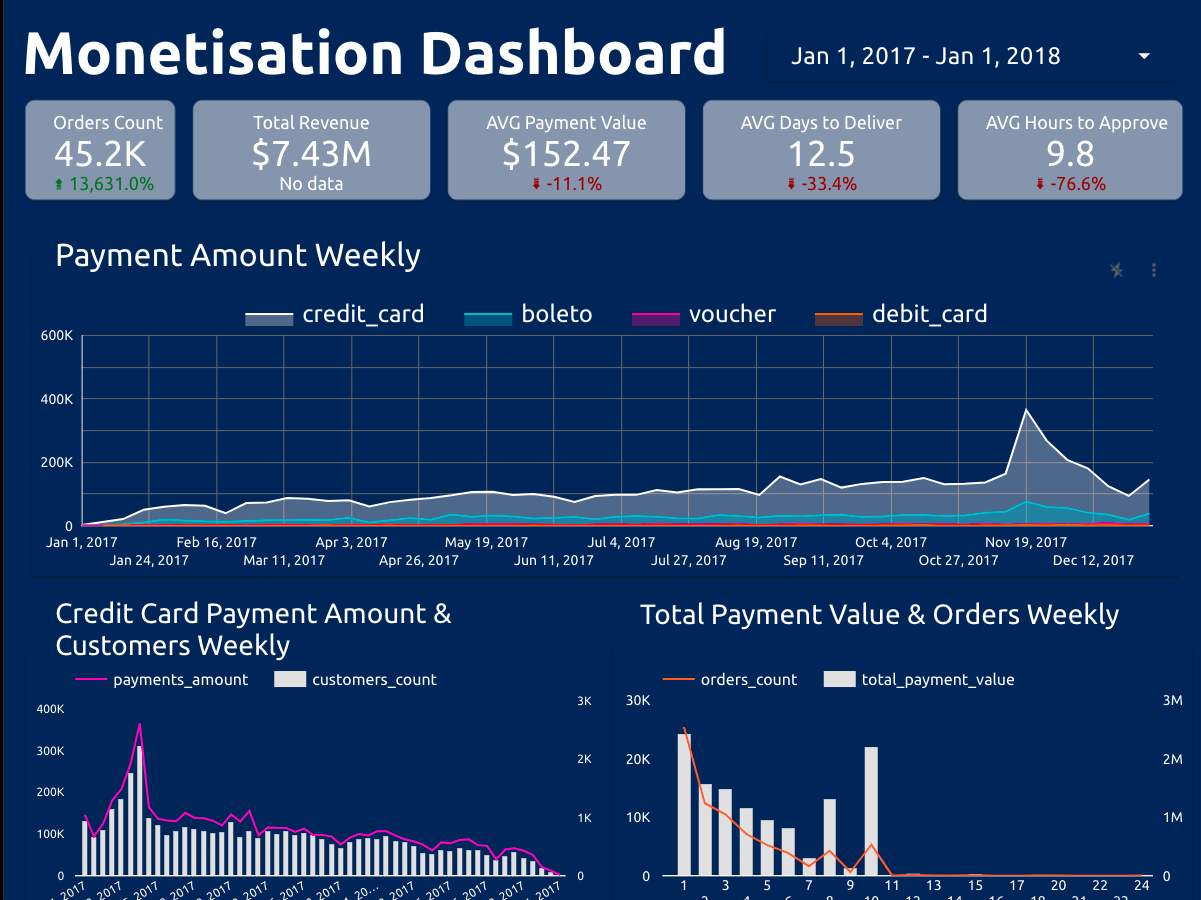 Monetisation Dashboard
Jan 1, 2017 - Jan 1, 2018
Orders Count
45.2K
13,631.0%
Total Revenue
$7.43M
No data
AVG Payment Value
$152.47
-11.1%
AVG Days to Deliver
12.5
-33.4%
AVG Hours to Approve
9.8
-76.6%
Payment Amount Weekly
credit_card boleto voucher debit_card
600K
400K
200K
0
Jan 1, 2017 Feb 16, 2017 Apr 3, 2017 May 19, 2017 Jul 4, 2017 Aug 19, 2017 Oct 4, 2017 Nov 19, 2017
Jan 24, 2017 Mar 11, 2017 Apr 26, 2017 Jun 11, 2017 Jul 27, 2017 Sep 11, 2017 Oct 27, 2017 Dec 12, 2017
Credit Card Payment Amount &
Customers Weekly
payments_amount customers_count
400K
300K
200K
100K
0
3K
2K
1K
0
Total Payment Value & Orders Weekly
orders_count total_payment_value
30K
20K
10K
0
3M
2M
1M
0
1 3 5 7 9 11 13 15 17 20 22 24